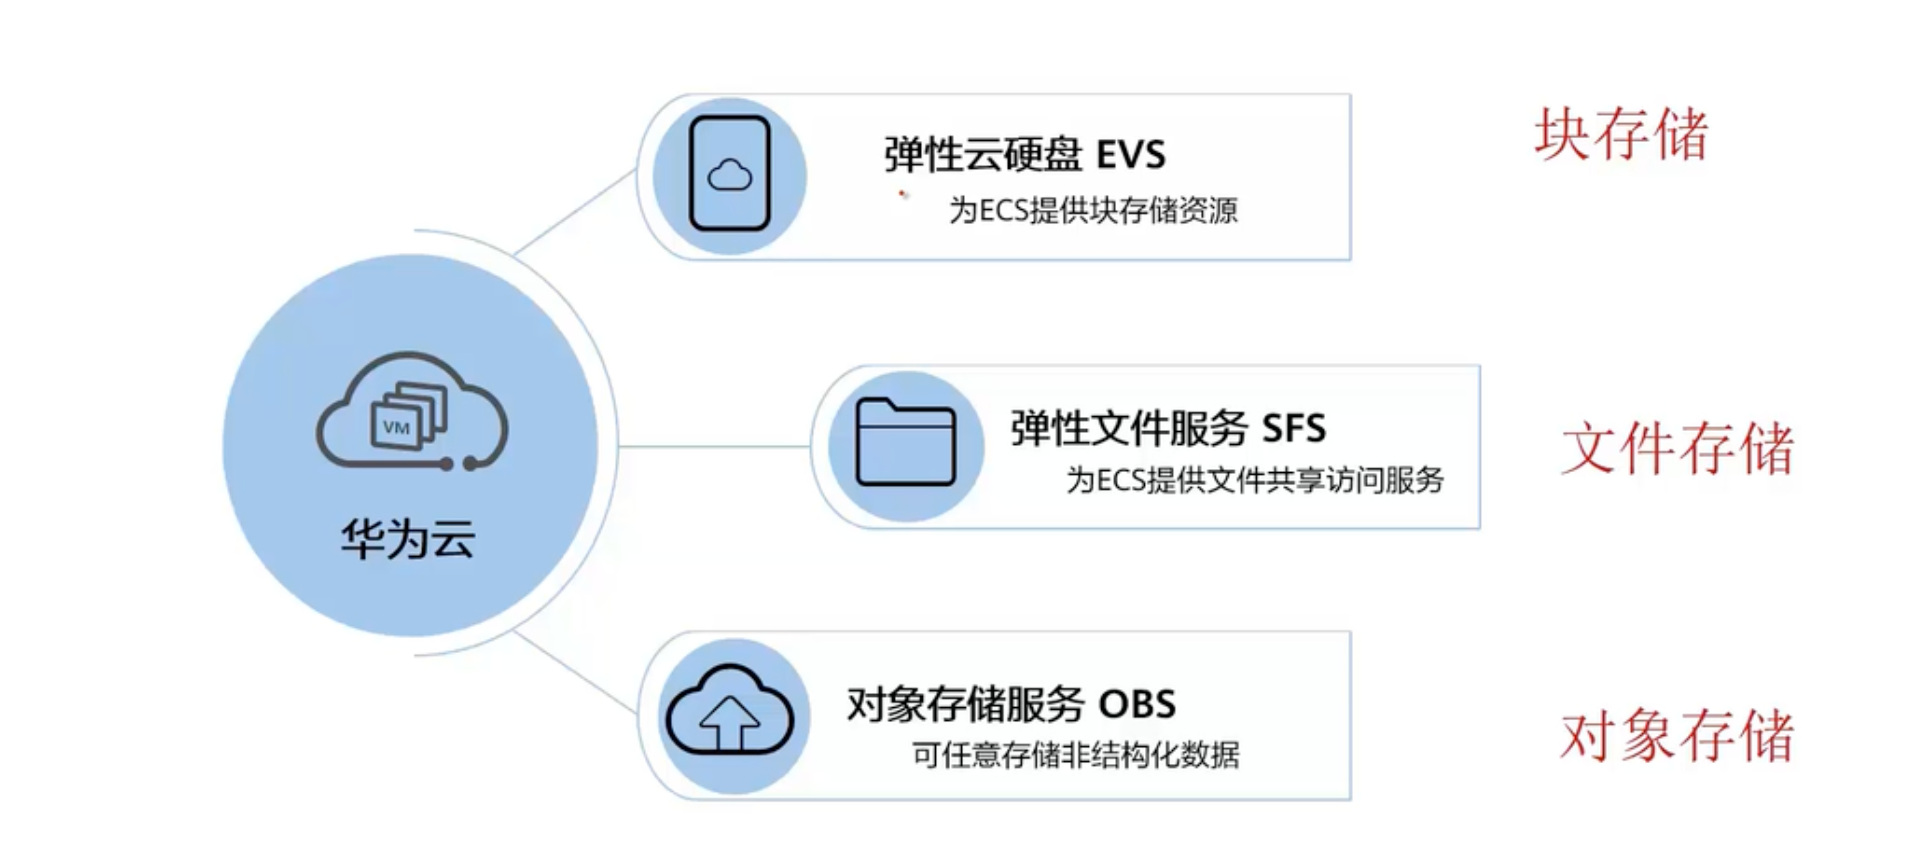 弹性云硬盘 EVS
为ECS提供块存储资源
块存储
VM
华为云
弹性文件服务 SFS
为ECS提供文件共享访问服务
文件存储
对象存储服务 OBS
可任意存储非结构化数据
对象存储